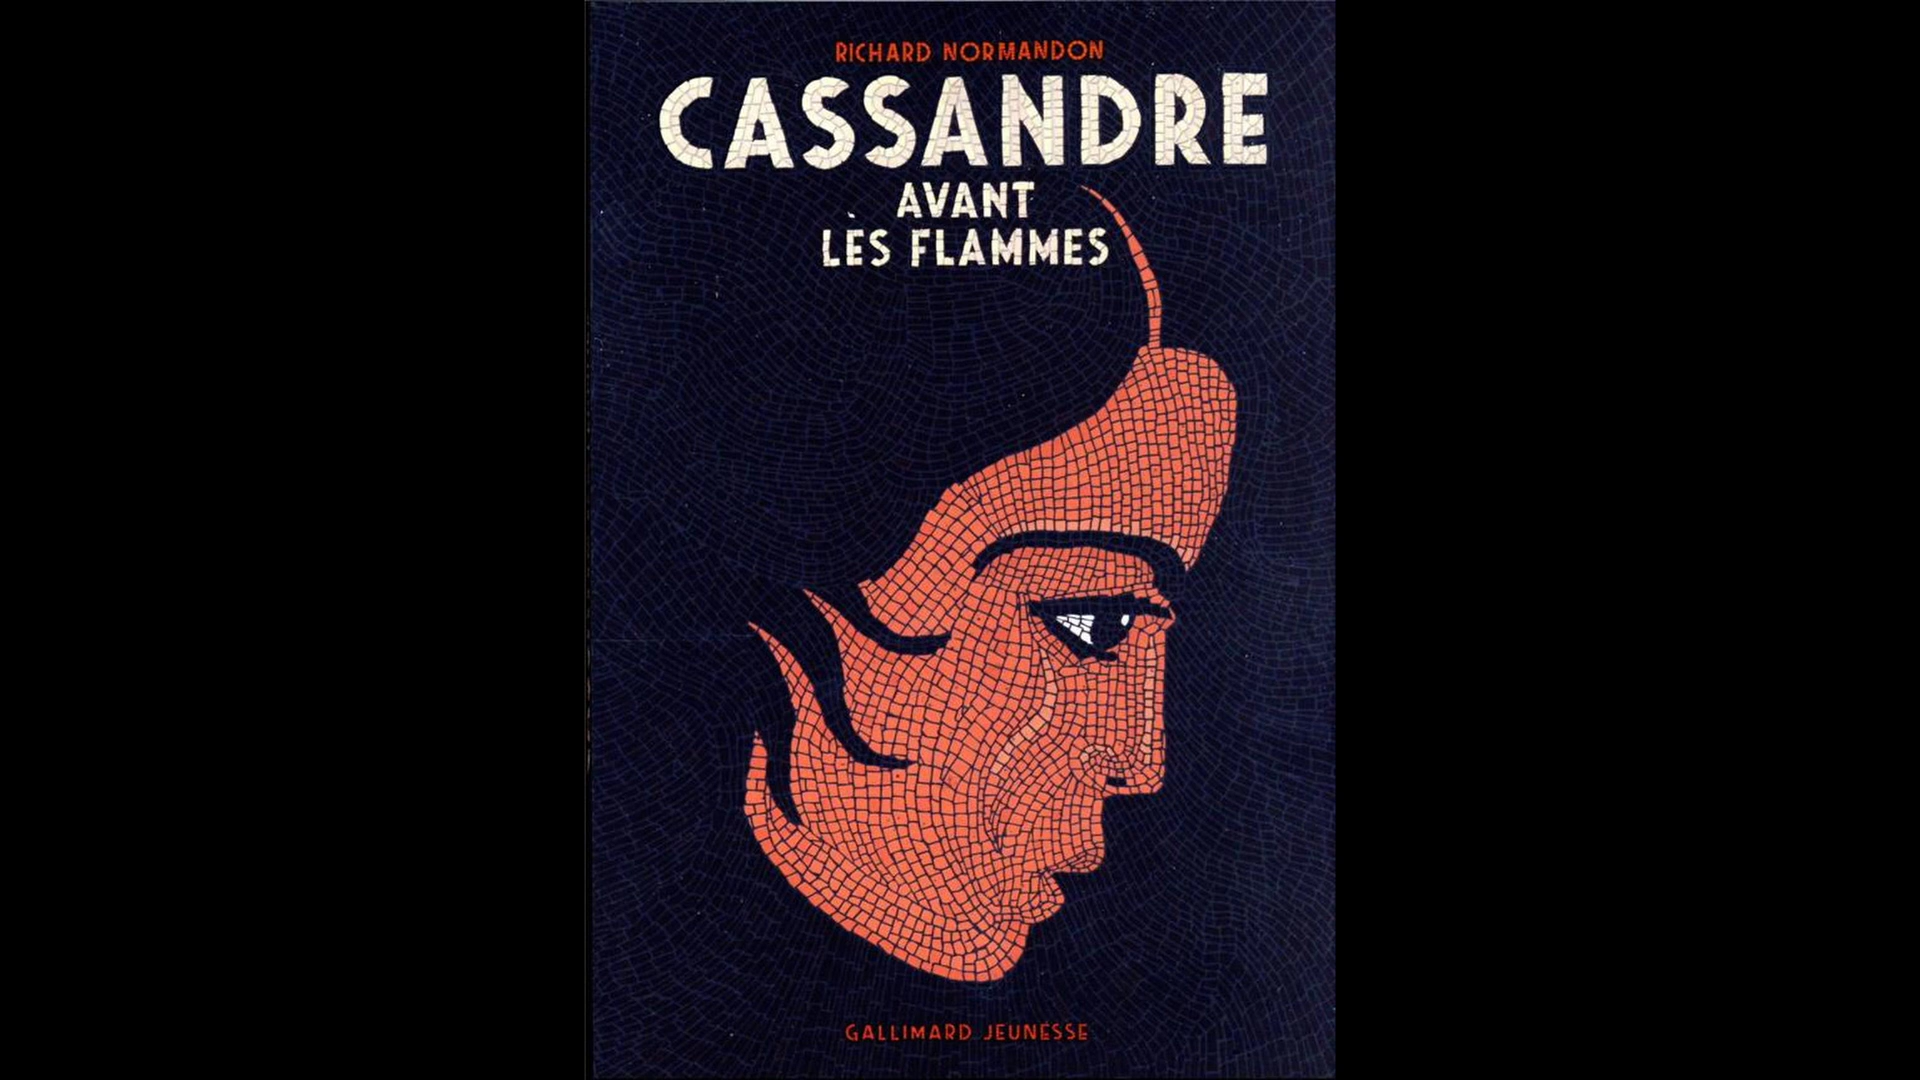 RICHARD NORMANDON
CASSANDRE
AVANT
LES FLAMMES
GALLIMARD JEUNESSE